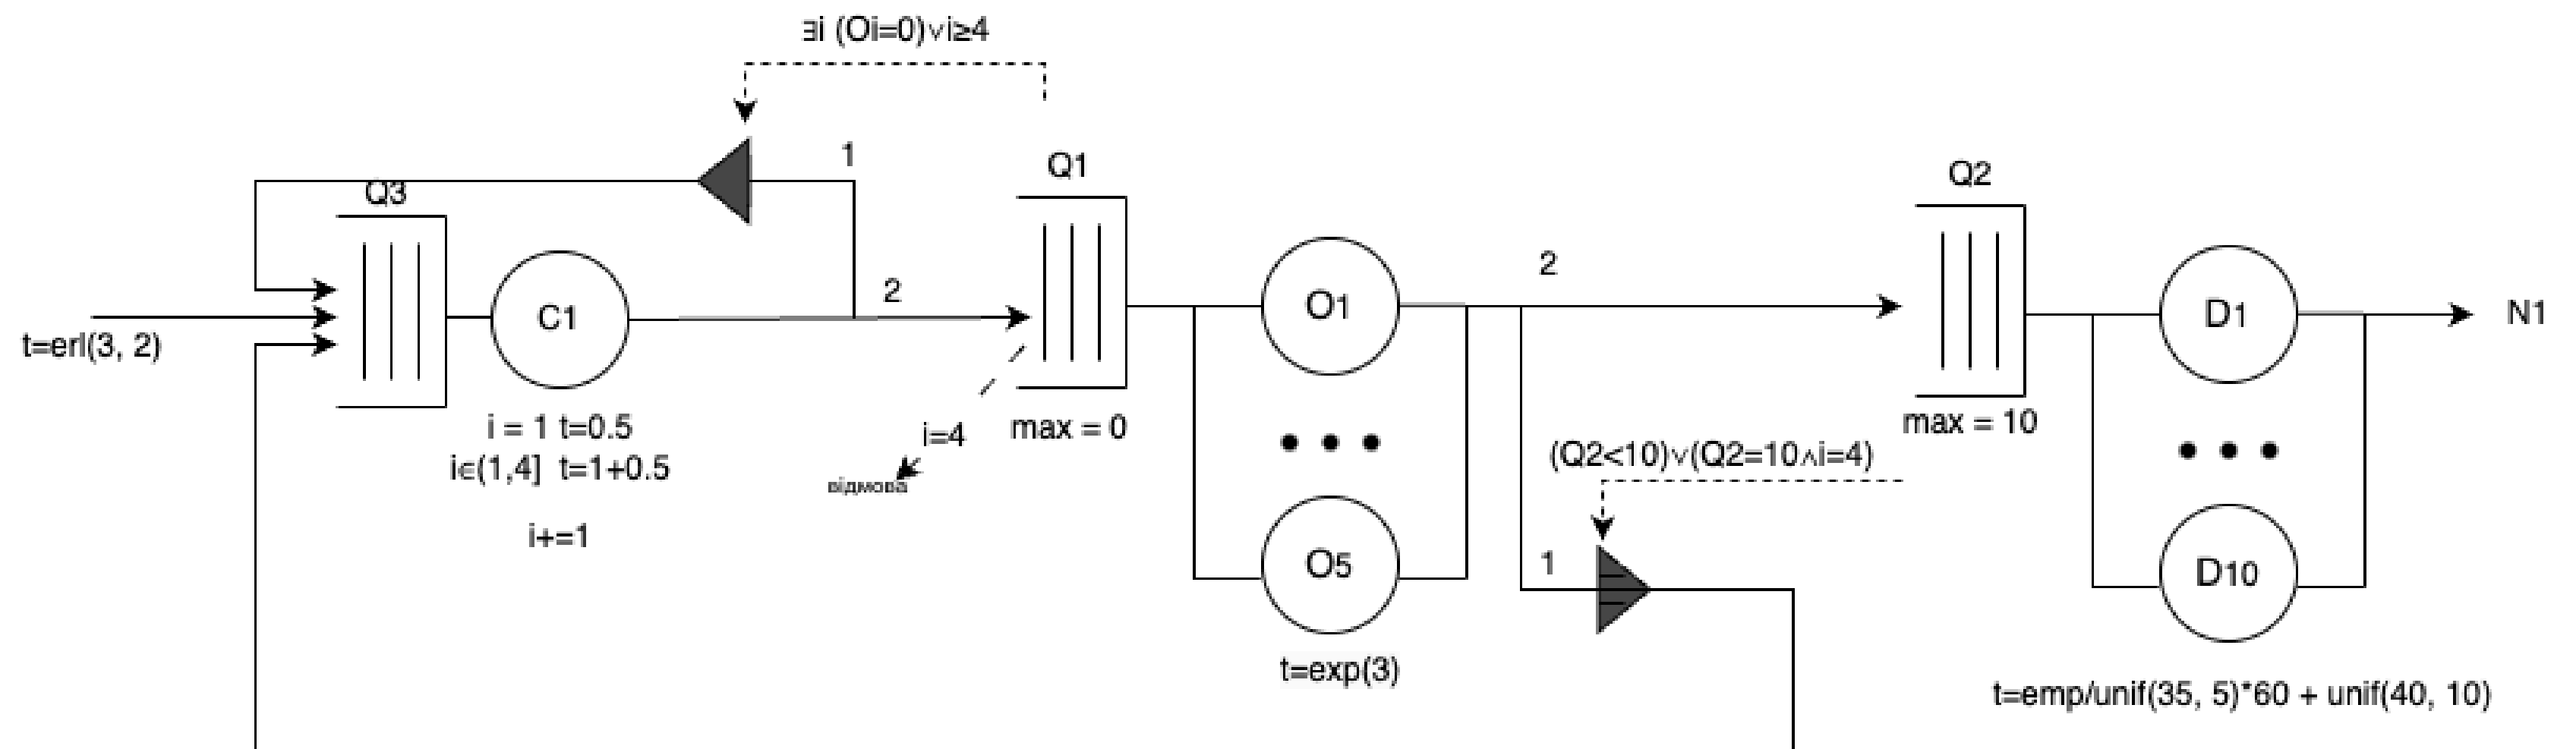 ∃i (Oi=0)∨i≥4
1
Q1
Q2
Q3
2
2
C1
O1
D1
N1
t=erl(3, 2)
i = 1 t=0.5
i∈(1,4] t=1+0.5
i+=1
i=4
відмова
max = 0
max = 10
(Q2<10)∨(Q2=10∧i=4)
1
O5
D10
t=exp(3)
t=emp/unif(35, 5)*60 + unif(40, 10)